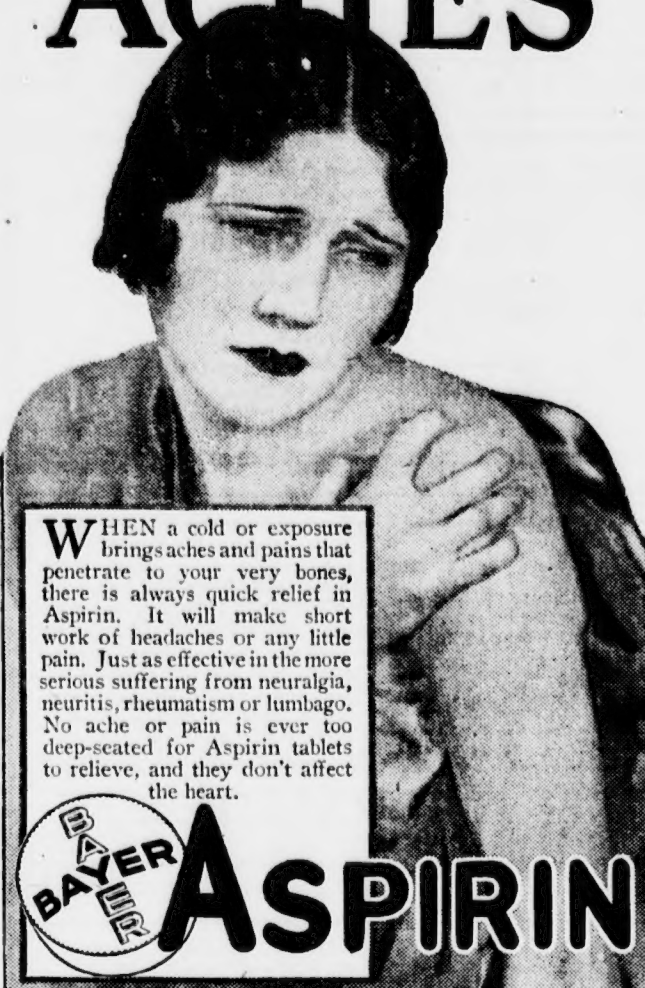 ACHES
WHEN a cold or exposure
brings aches and pains that
penetrate to your very bones,
there is always quick relief in
Aspirin. It will make short
work of headaches or any little
pain. Just as effective in the more
serious suffering from neuralgia,
neuritis, rheumatism or lumbago.
No ache or pain is ever too
deep-seated for Aspirin tablets
to relieve, and they don't affect
the heart.
BAYER
BAYER
ASPIRIN